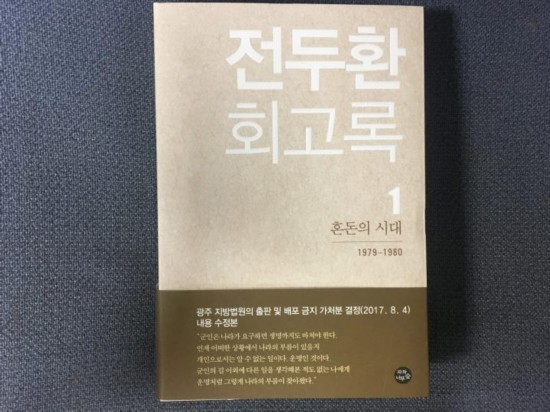 전두환
회고록
1
혼돈의 시대
1979-1980
광주 지방법원의 출판 및 배포 금지 가처분 결정(2017. 8. 4)
내용 수정본
"군인은 나라가 요구하면 생명까지도 바쳐야 한다.
언제 어떠한 상황에서 나라의 부름이 있을지
개인으로서는 알 수 없는 일이다. 운명인 것이다.
군인의 길 이외에 다른 일을 생각해본 적도 없는 나에게
운명처럼 그렇게 나라의 부름이 찾아왔다."